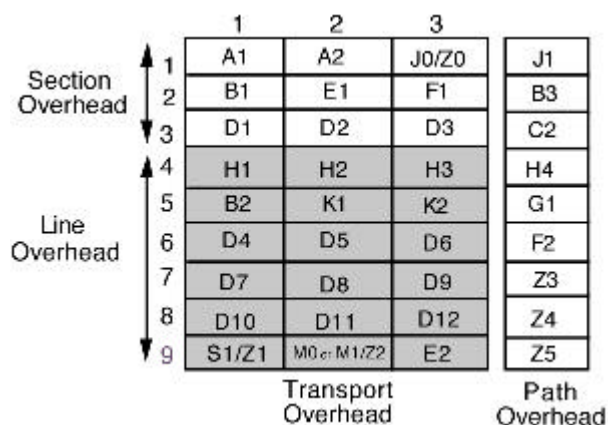 1 2 3
Section
Overhead
1 A1 A2 J0/Z0 J1
2 B1 E1 F1 B3
3 D1 D2 D3 C2
Line
Overhead
4 H1 H2 H3 H4
5 B2 K1 K2 G1
6 D4 D5 D6 F2
7 D7 D8 D9 Z3
8 D10 D11 D12 Z4
9 S1/Z1 M0 or M1/Z2 E2 Z5
Transport
Overhead
Path
Overhead